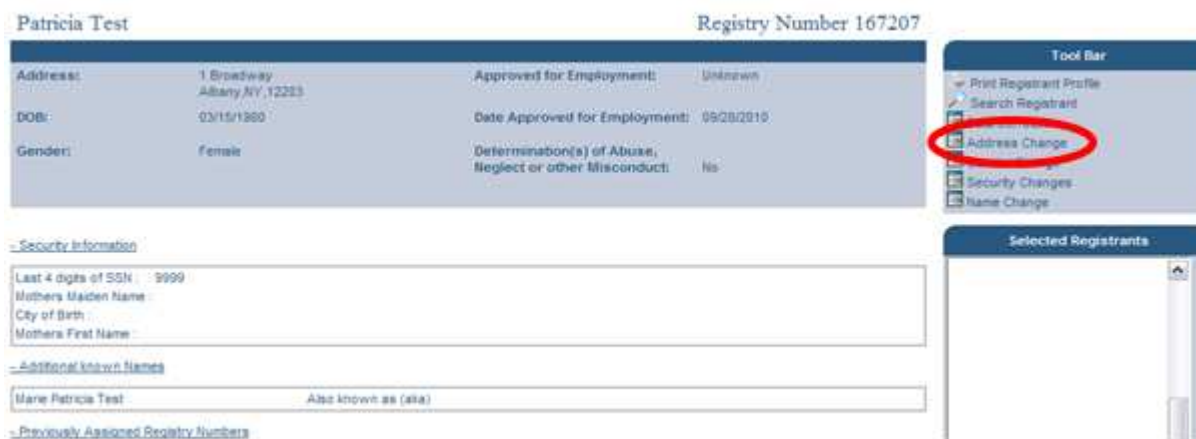 Patricia Test
Registry Number 167207
Address: 1 Broadway
Albany,NY,12203
Approved for Employment: Unknown
DOB: 03/15/1980
Date Approved for Employment: 09/28/2010
Gender: Female
Determination(s) of Abuse,
Neglect or other Misconduct: No
Tool Bar
Print Registrant Profile
Search Registrant
Address Change
Security Changes
Name Change
Selected Registrants
- Security Information
Last 4 digits of SSN : 9999
Mothers Maiden Name :
City of Birth :
Mothers First Name :
- Additional known Names
Marie Patricia Test Also known as (aka)
- Previously Assigned Registry Numbers